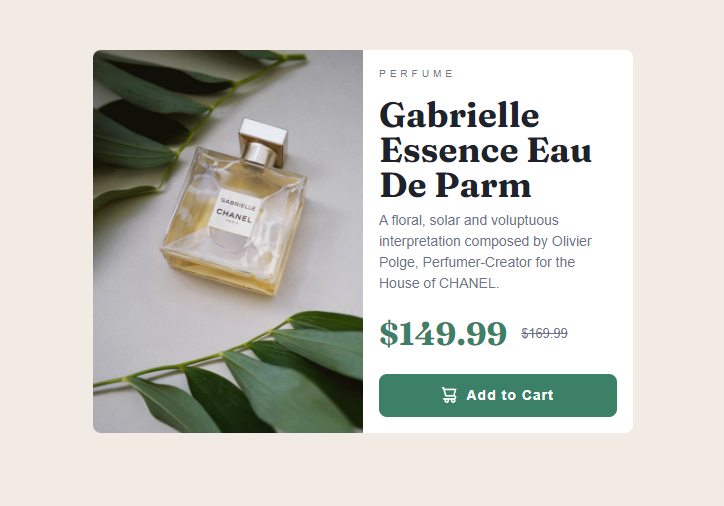 GABRIELLE
CHANEL
PARIS
PERFUME
Gabrielle
Essence Eau
De Parm
A floral, solar and voluptuous
interpretation composed by Olivier
Polge, Perfumer-Creator for the
House of CHANEL.
$149.99 $169.99
Add to Cart